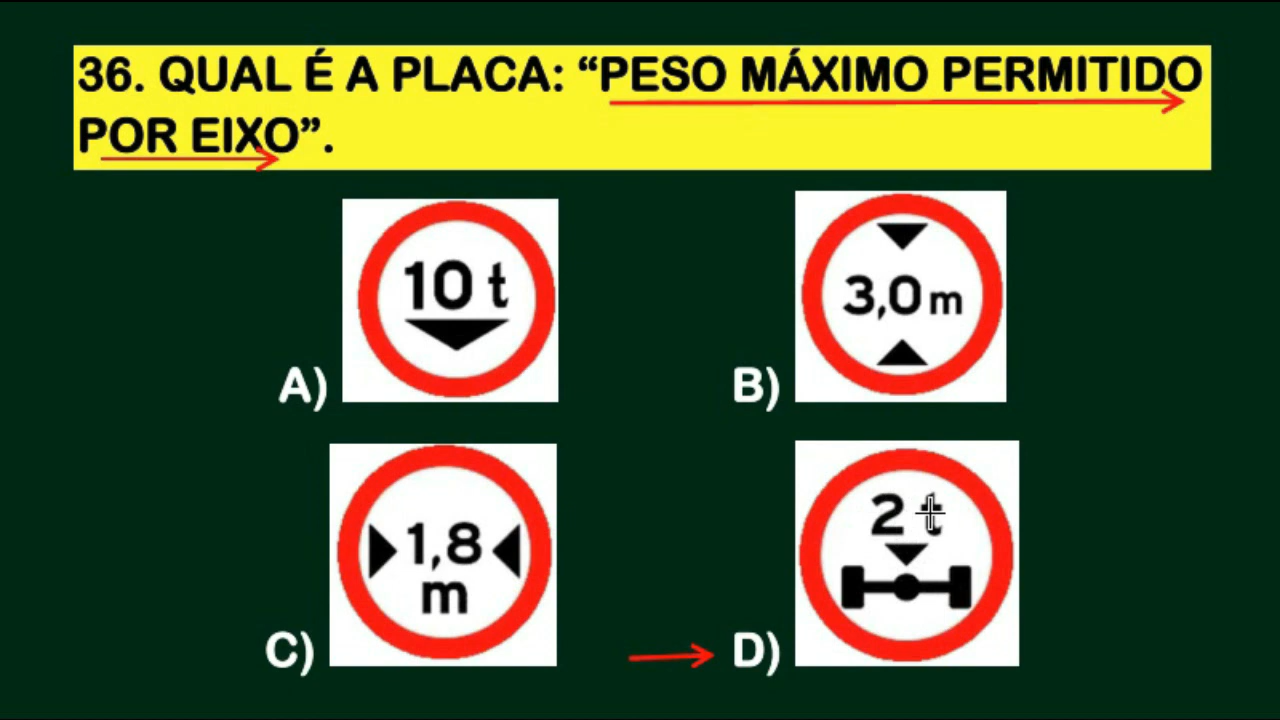 36. QUAL É A PLACA: “PESO MÁXIMO PERMITIDO
POR EIXO”.
10 t
A)
3,0 m
B)
1,8
m
C)
2 t
D)